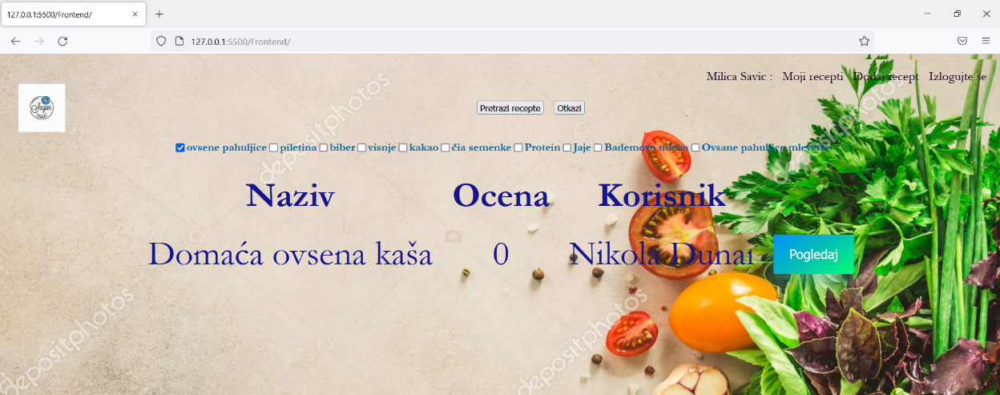 127.0.0.1:5500/Frontend/
127.0.0.1:5500/Frontend/
Milica Savic : Moji recepti Dodaj recept Izlogujte se
Sugar
Pretrazi recepte Otkazi
ovsene pahuljice piletina biber visnje kakao čia semenke Protein Jaje Bademovo mleko Ovsane pahuljice mlevene
Naziv Ocena Korisnik
Domaća ovsena kaša 0 Nikola Dunai Pogledaj
depositphotos
depositphotos
depositphotos
depositphotos
depositphotos